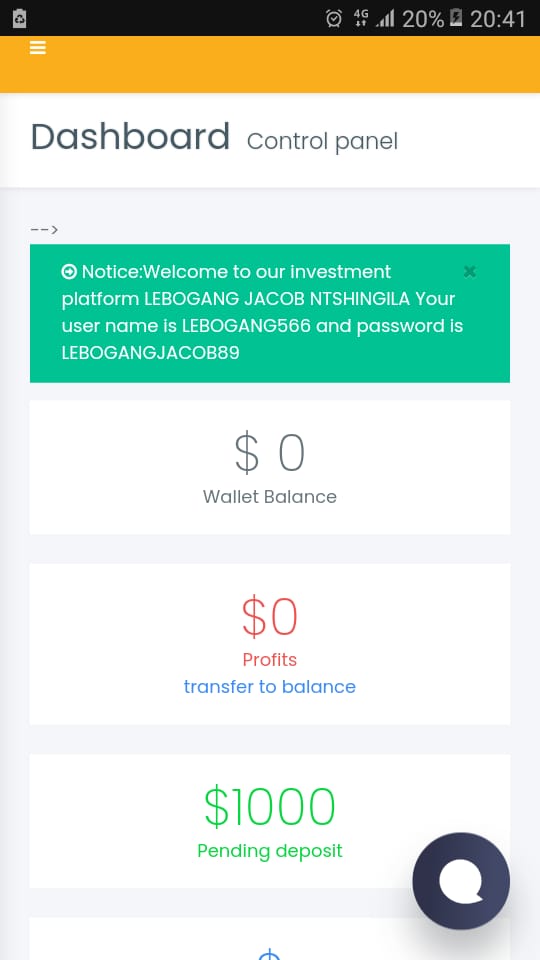 4G 20% 20:41
Dashboard Control panel
-->
Notice:Welcome to our investment
platform LEBOGANG JACOB NTSHINGILA Your
user name is LEBOGANG566 and password is
LEBOGANGJACOB89
$ 0
Wallet Balance
$0
Profits
transfer to balance
$1000
Pending deposit